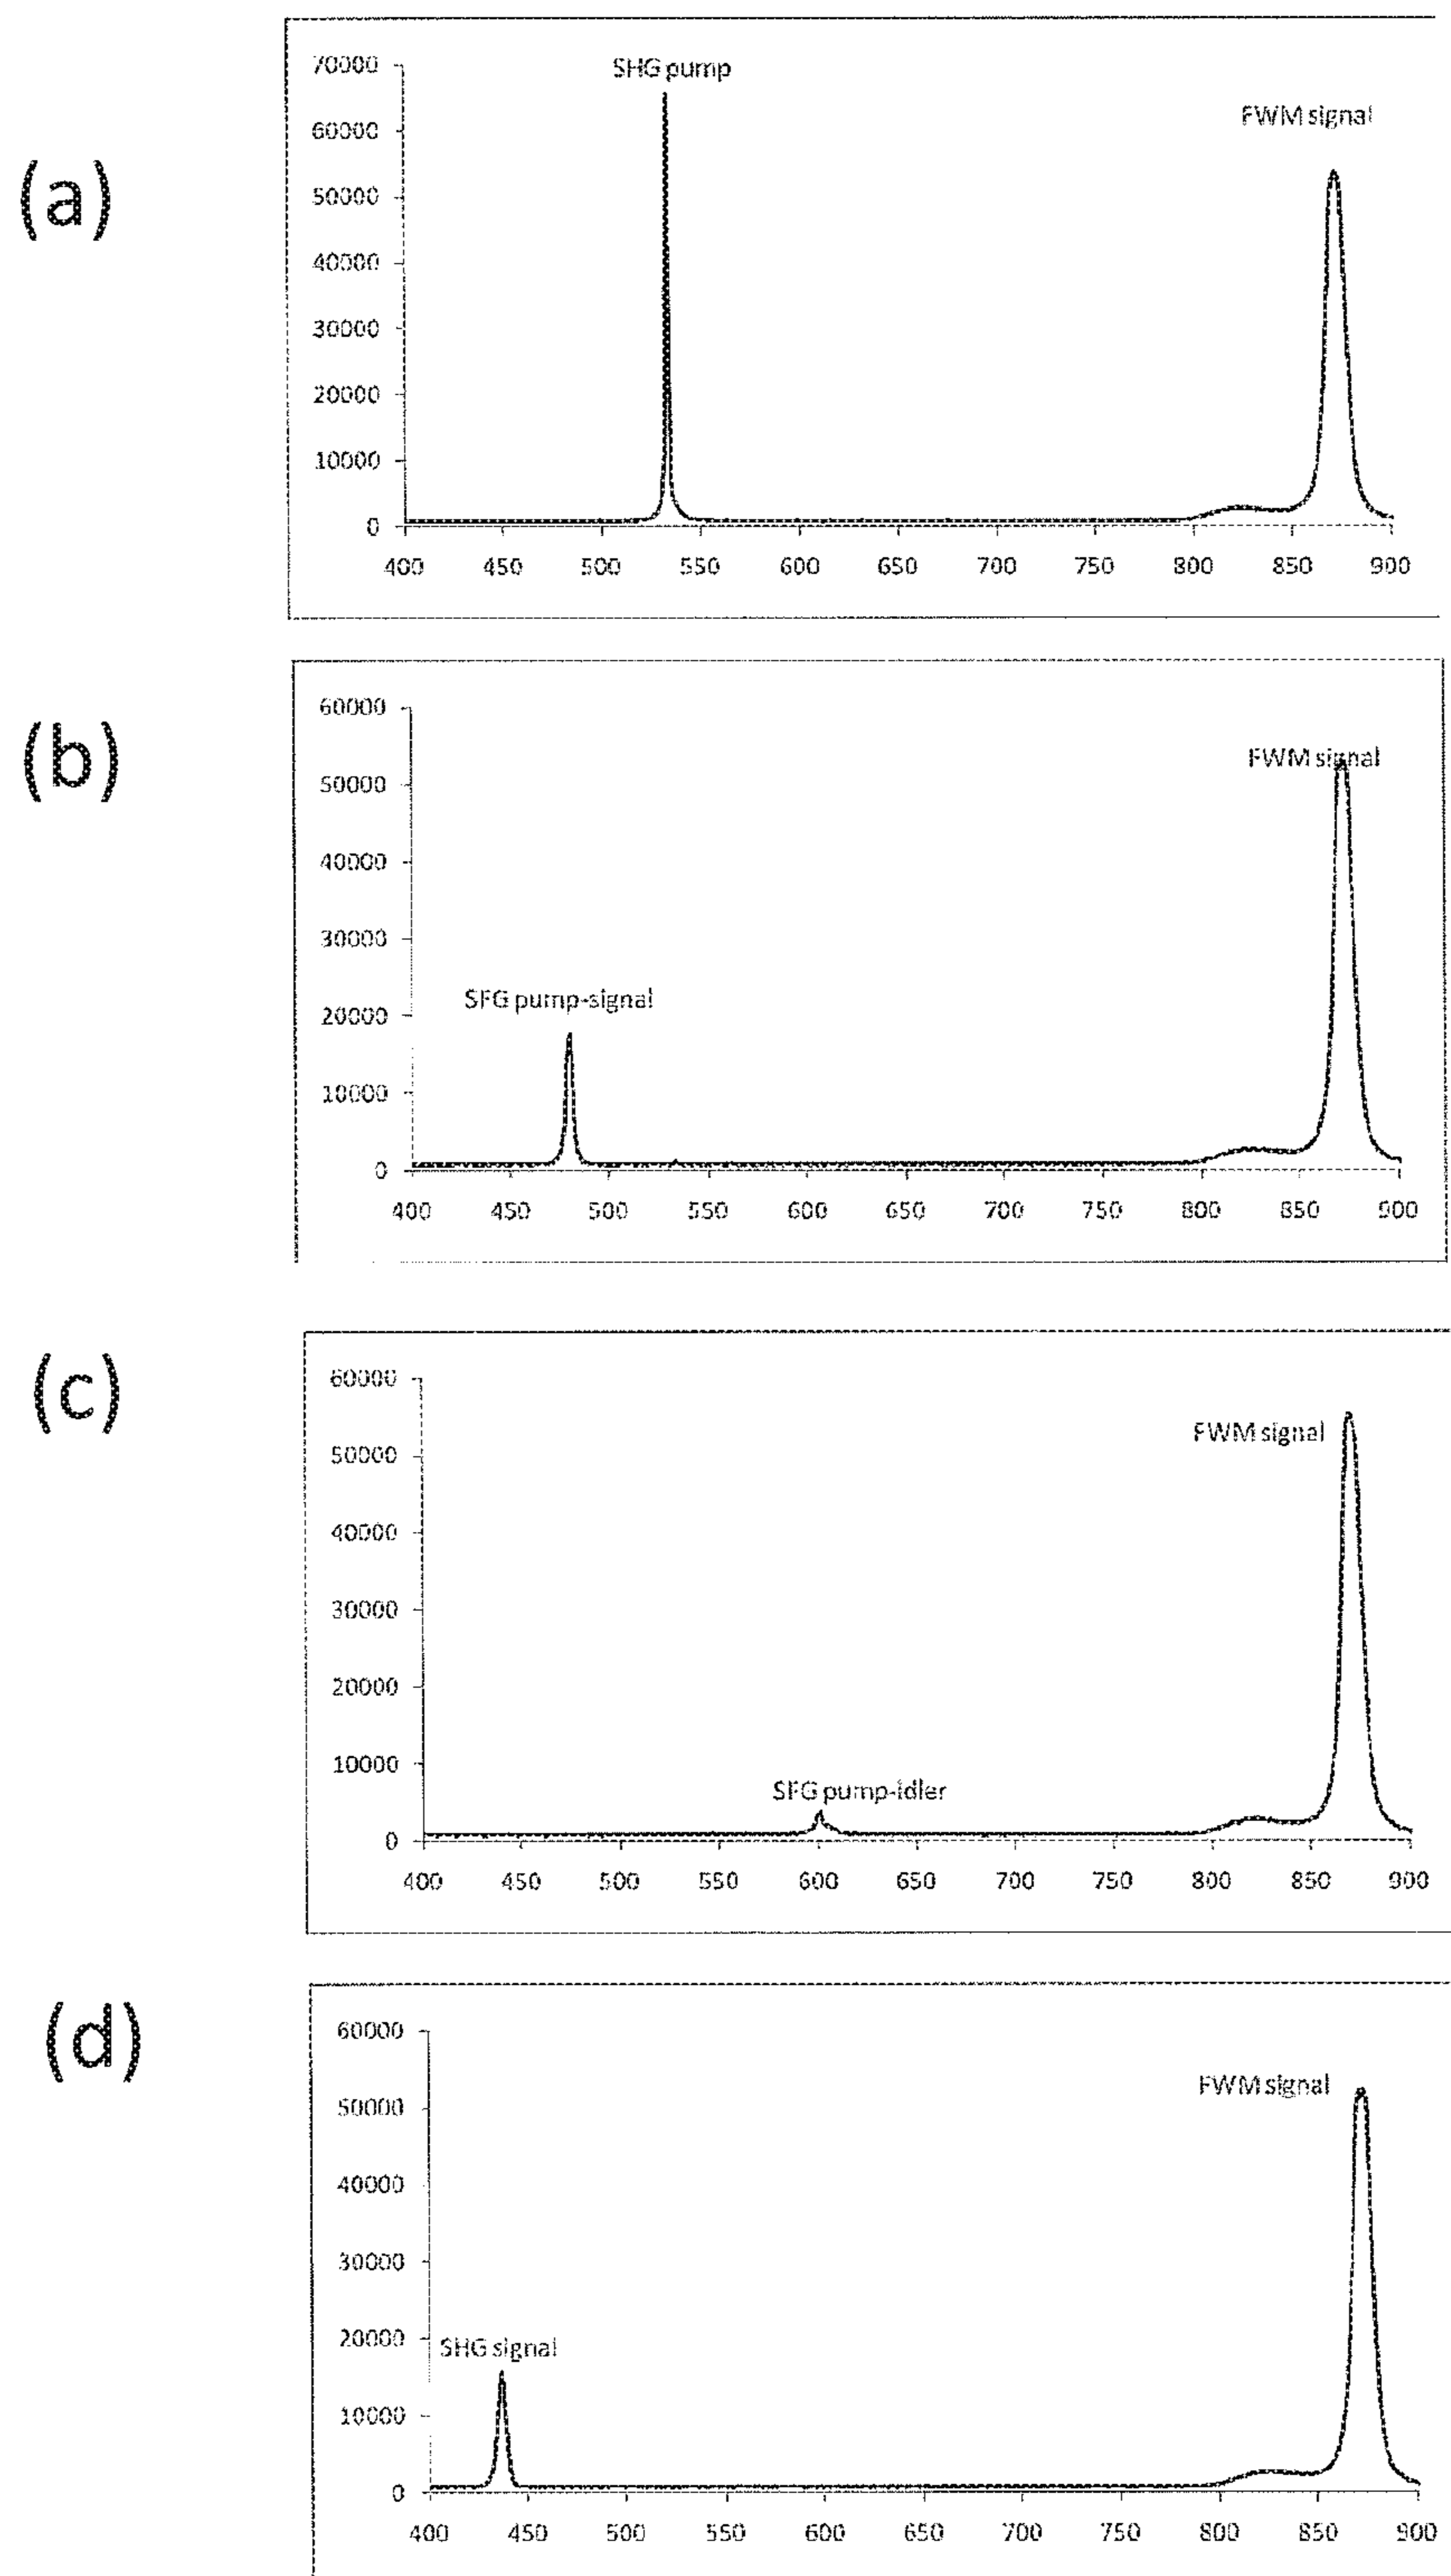 (a)
SHG pump
FWM signal
70000
60000
50000
40000
30000
20000
10000
0
400 450 500 550 600 650 700 750 800 850 900
(b)
FWM signal
SFG pump-signal
60000
50000
40000
30000
20000
10000
0
400 450 500 550 600 650 700 750 800 850 900
(c)
FWM signal
SFG pump-idler
60000
50000
40000
30000
20000
10000
0
400 450 500 550 600 650 700 750 800 850 900
(d)
FWM signal
SHG signal
60000
50000
40000
30000
20000
10000
0
400 450 500 550 600 650 700 750 800 850 900